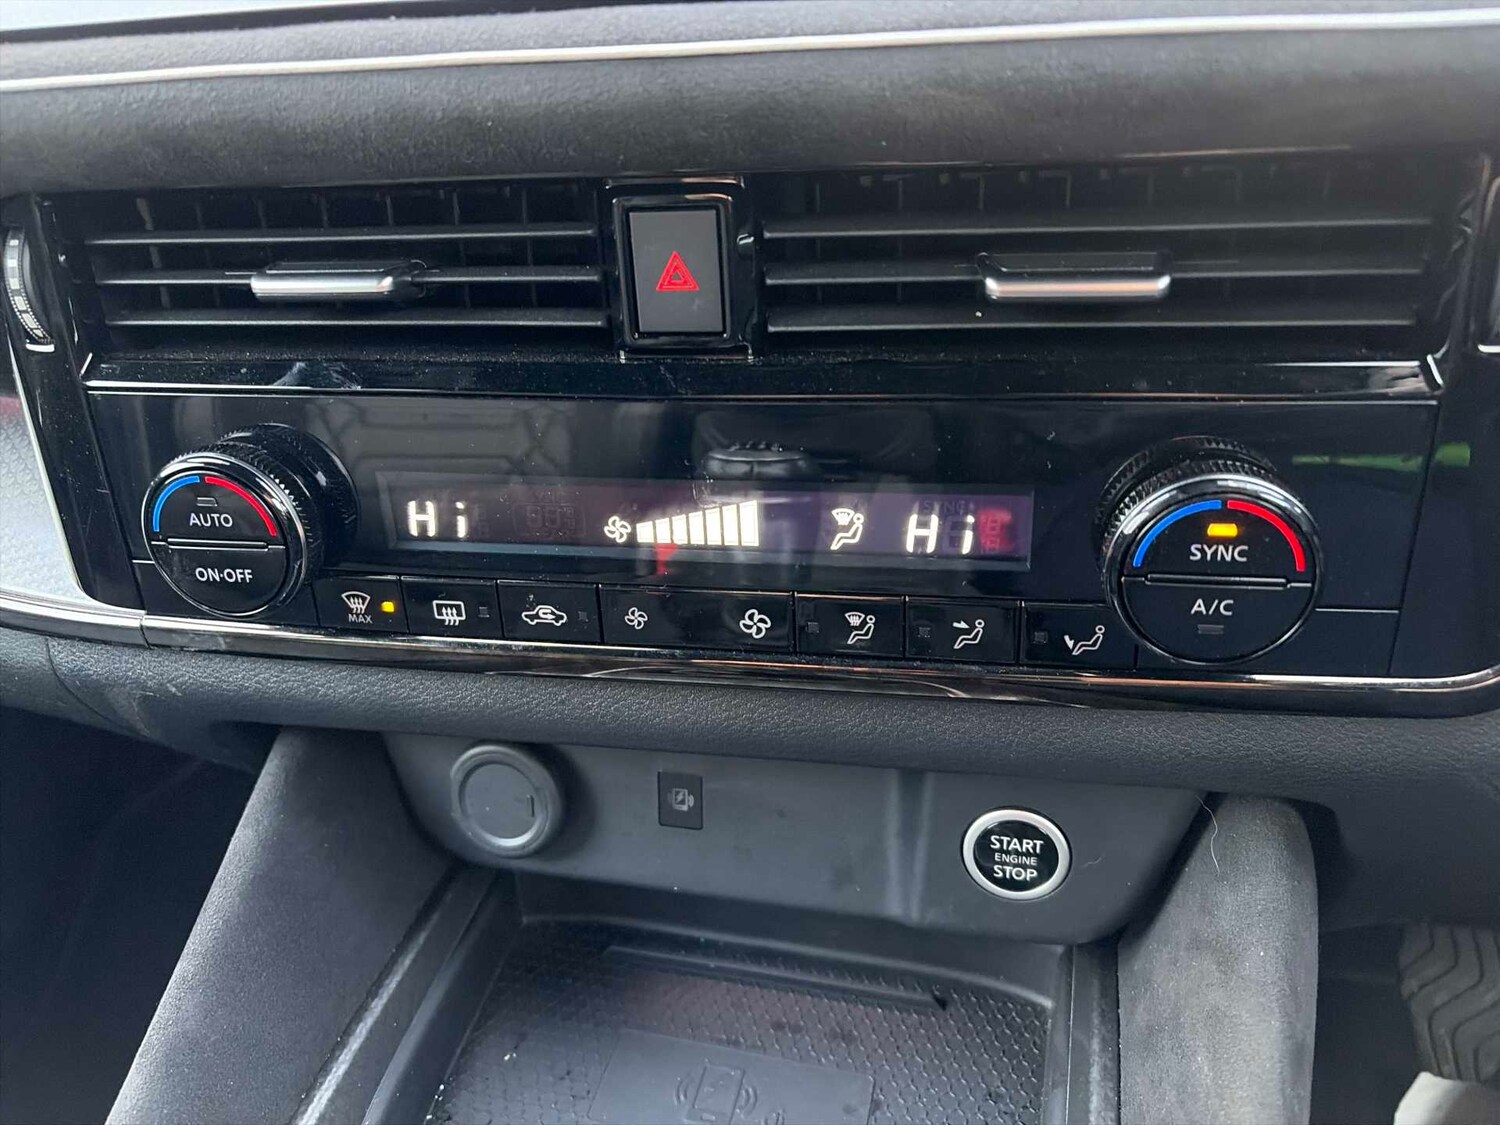 Hi
Hi
AUTO
ON·OFF
SYNC
A/C
MAX
START
ENGINE
STOP